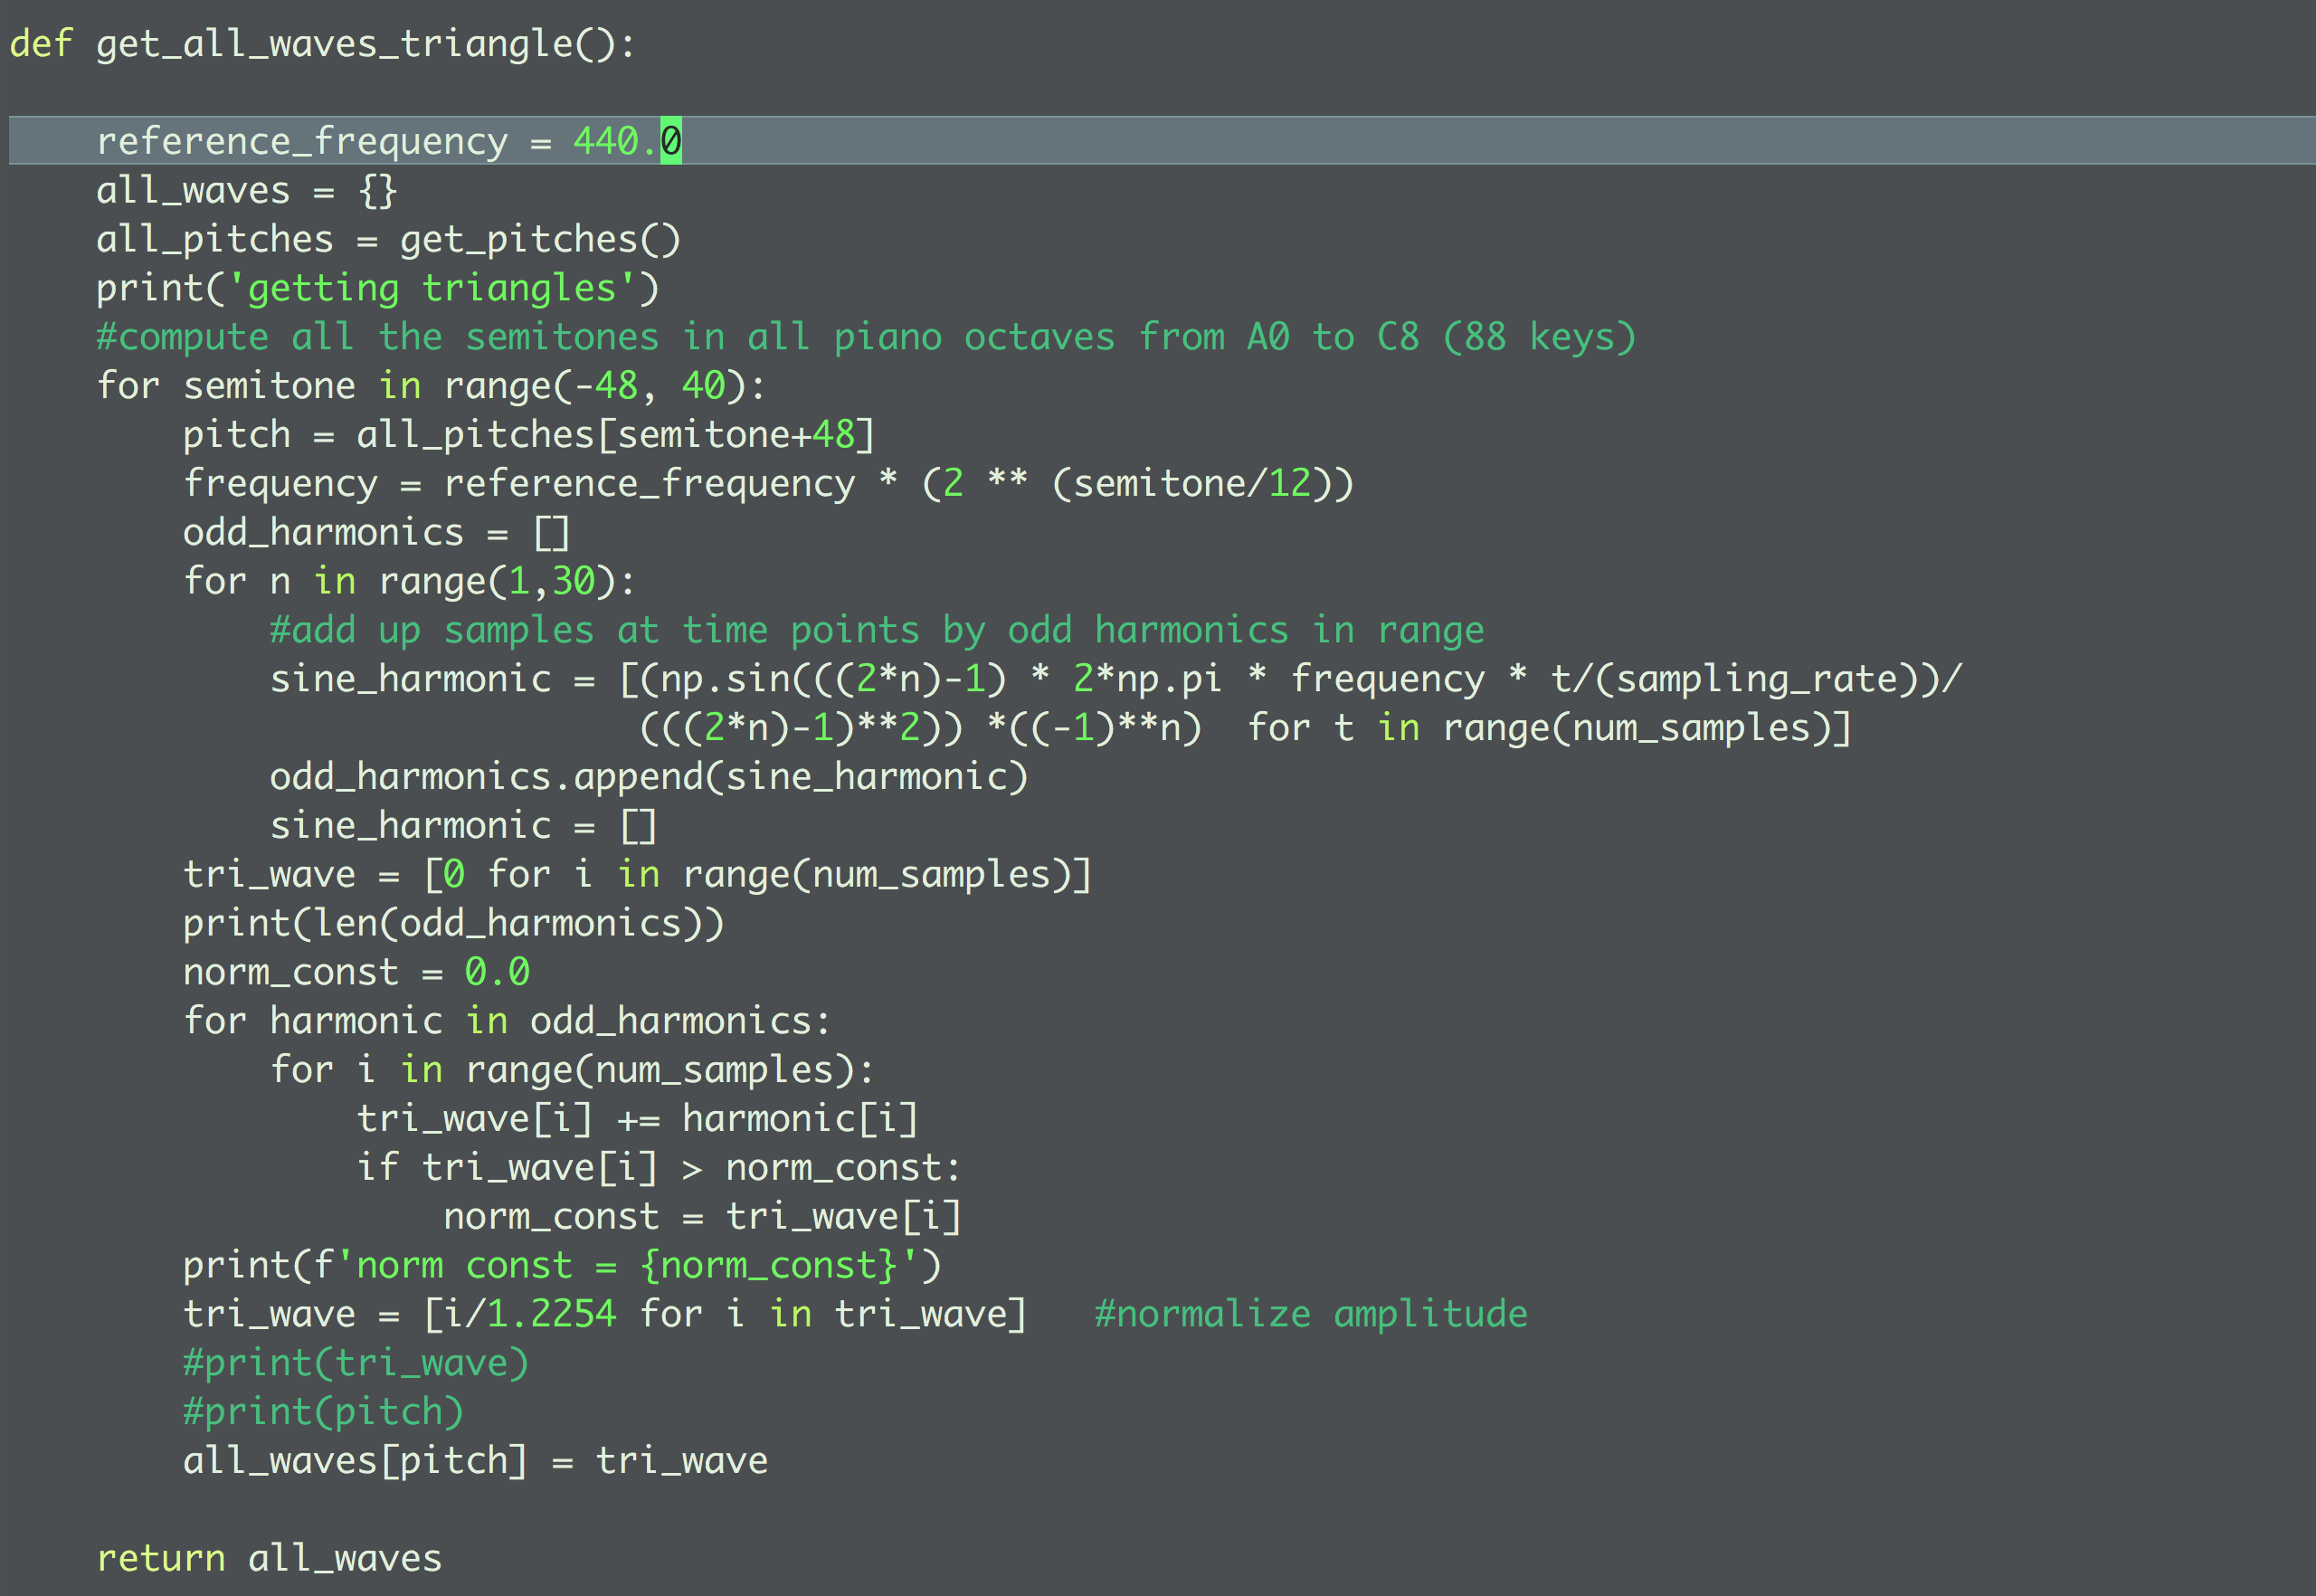 def get_all_waves_triangle():

    reference_frequency = 440.0
    all_waves = {}
    all_pitches = get_pitches()
    print('getting triangles')
    #compute all the semitones in all piano octaves from A0 to C8 (88 keys)
    for semitone in range(-48, 40):
        pitch = all_pitches[semitone+48]
        frequency = reference_frequency * (2 ** (semitone/12))
        odd_harmonics = []
        for n in range(1,30):
            #add up samples at time points by odd harmonics in range
            sine_harmonic = [(np.sin(((2*n)-1) * 2*np.pi * frequency * t/(sampling_rate))/
                             (((2*n)-1)**2)) *((-1)**n)  for t in range(num_samples)]
            odd_harmonics.append(sine_harmonic)
            sine_harmonic = []
        tri_wave = [0 for i in range(num_samples)]
        print(len(odd_harmonics))
        norm_const = 0.0
        for harmonic in odd_harmonics:
            for i in range(num_samples):
                tri_wave[i] += harmonic[i]
                if tri_wave[i] > norm_const:
                    norm_const = tri_wave[i]
        print(f'norm const = {norm_const}')
        tri_wave = [i/1.2254 for i in tri_wave]   #normalize amplitude
        #print(tri_wave)
        #print(pitch)
        all_waves[pitch] = tri_wave

    return all_waves